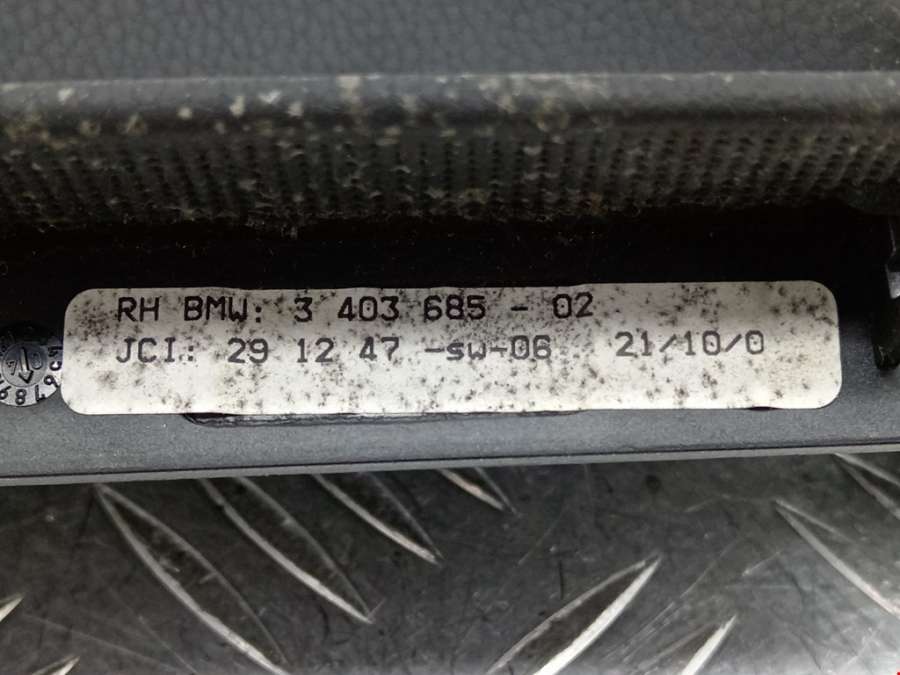 RH BMW: 3 403 685 - 02
JCI: 29 12 47 -sw-06 21/10/0